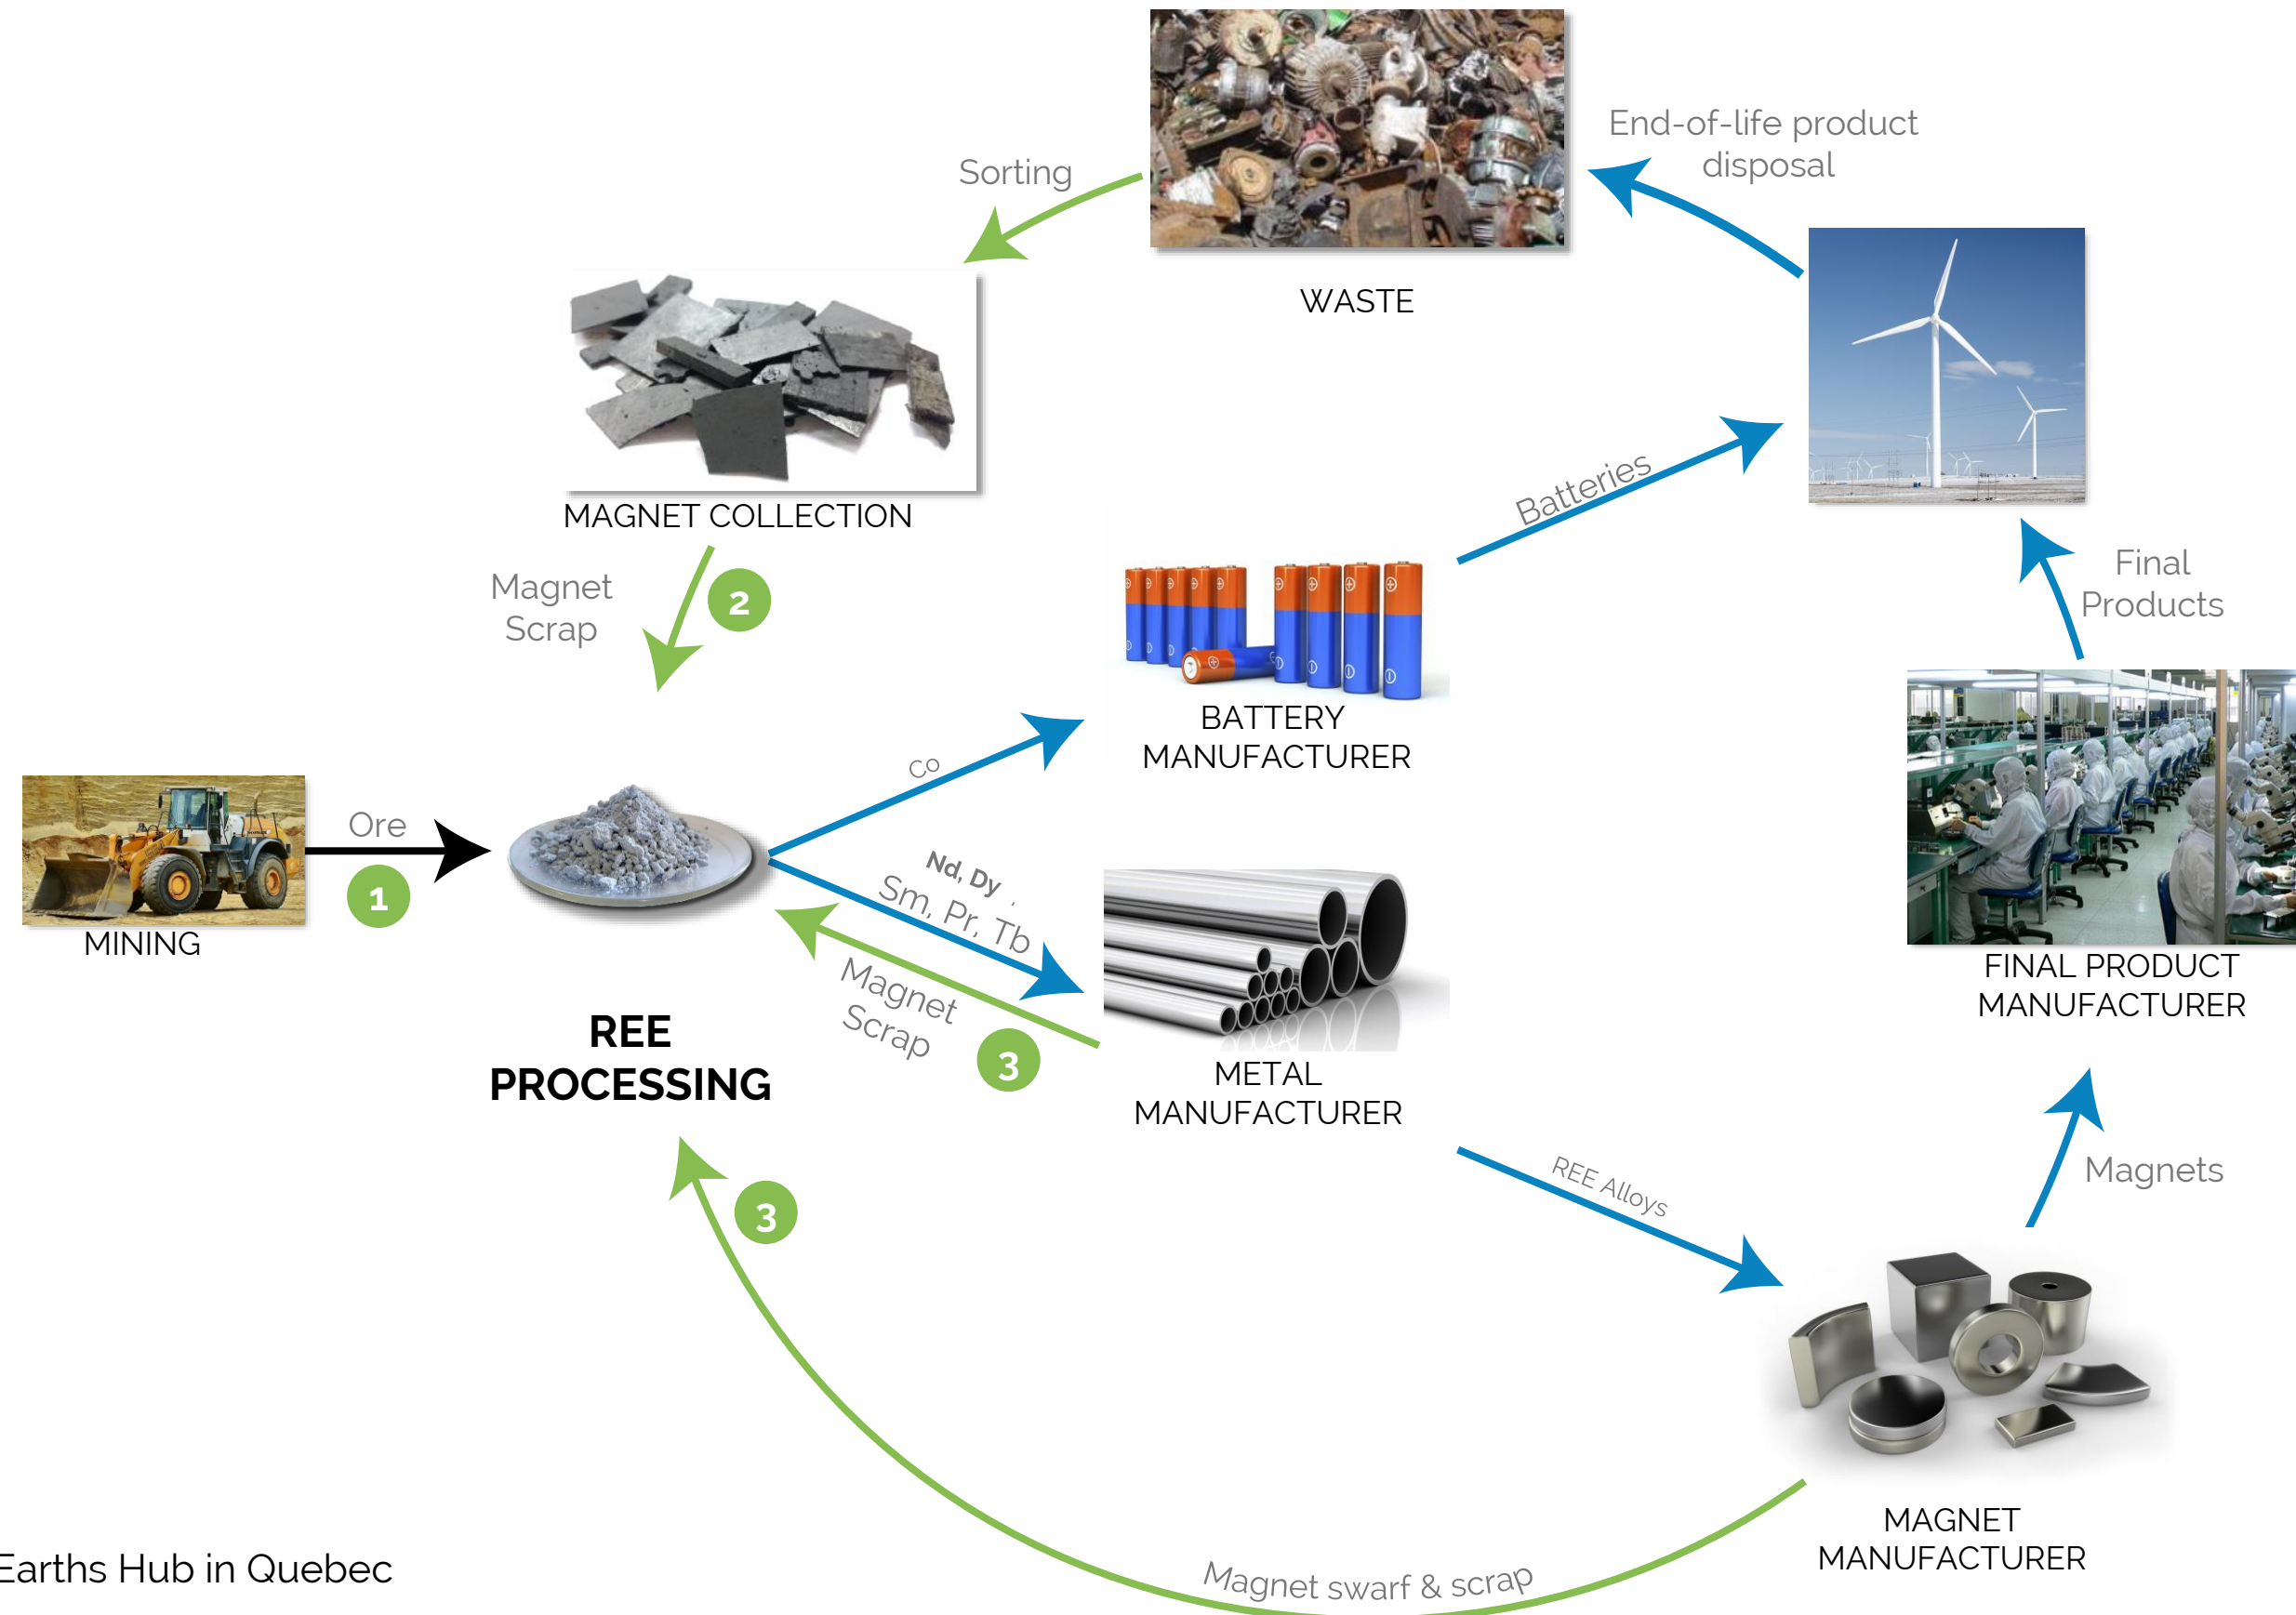 End-of-life product
disposal
Sorting
WASTE
MAGNET COLLECTION
Batteries
Magnet
Scrap
2
Final
Products
BATTERY
MANUFACTURER
Co
Ore
1
MINING
Nd, Dy ,
Sm, Pr, Tb
Magnet
Scrap
3
REE
PROCESSING
METAL
MANUFACTURER
FINAL PRODUCT
MANUFACTURER
REE Alloys
Magnets
3
MAGNET
MANUFACTURER
Magnet swarf & scrap
Earths Hub in Quebec